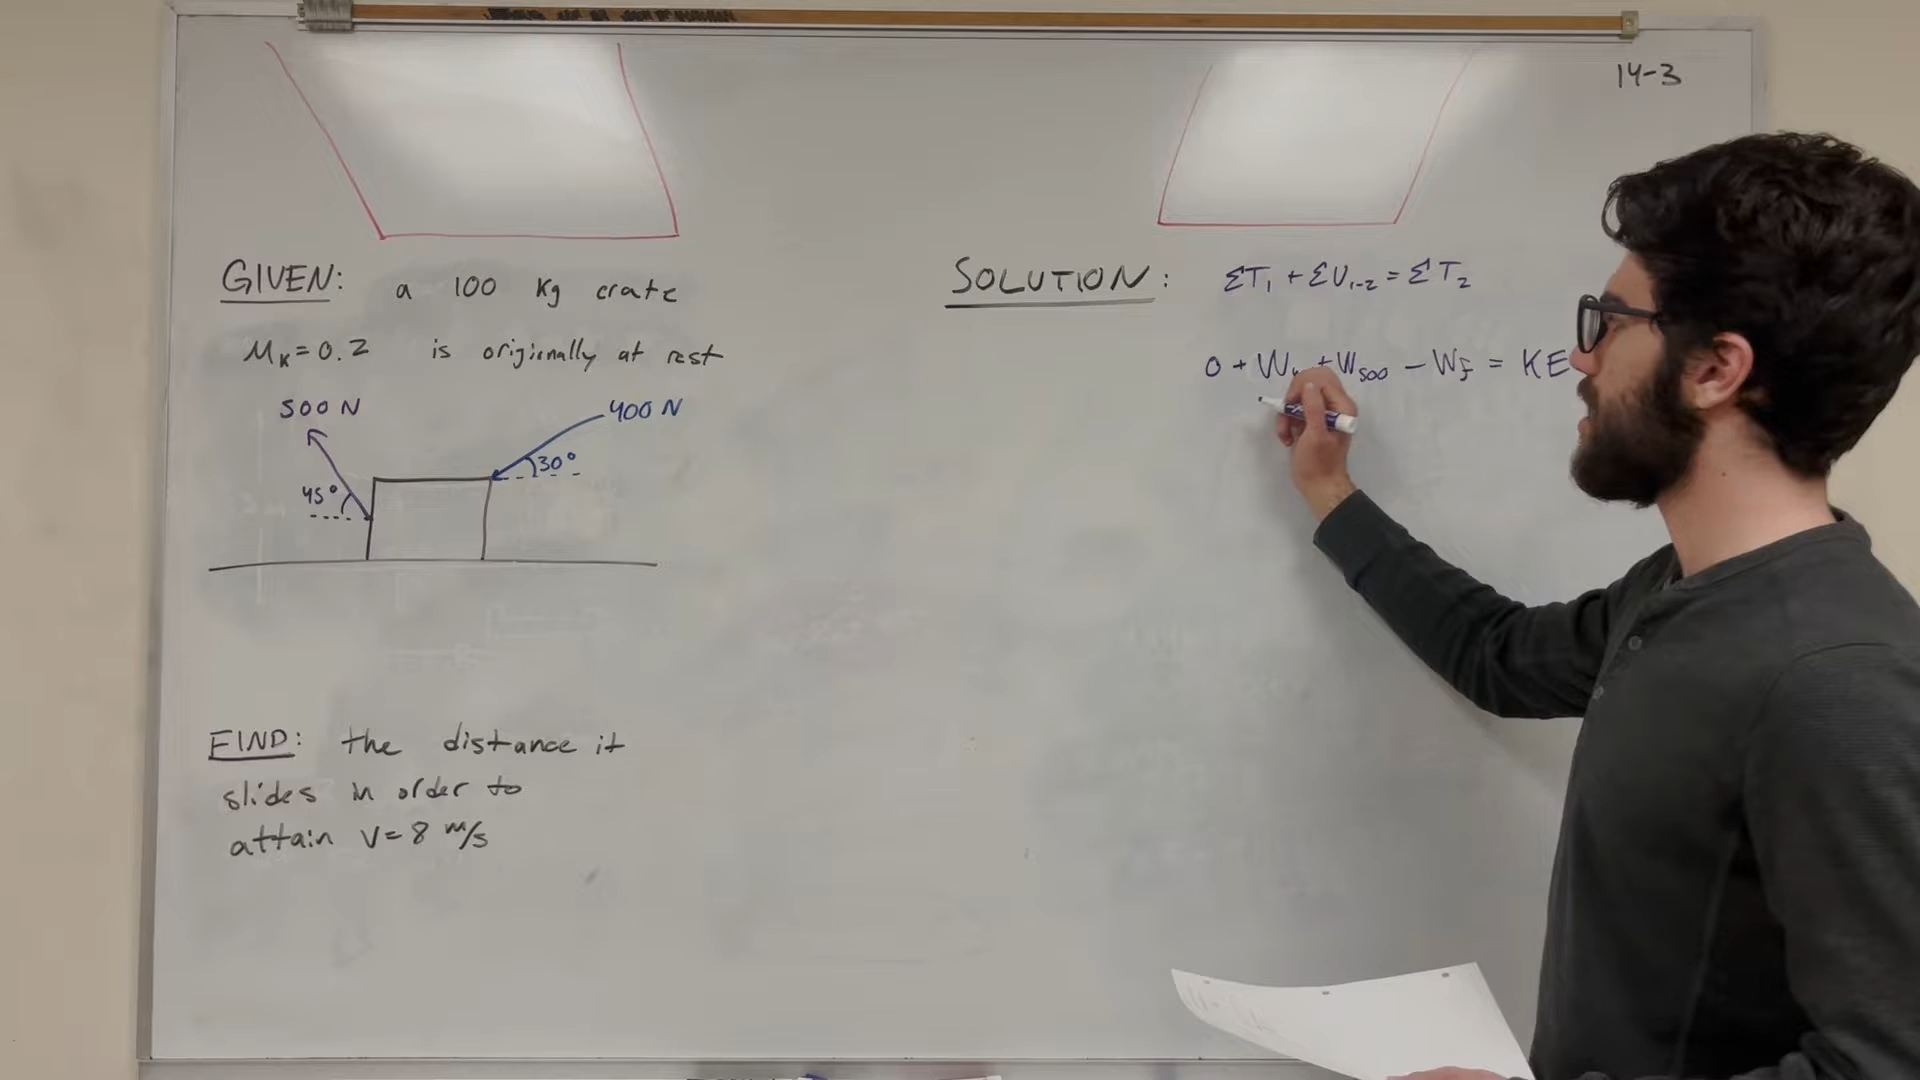 14-3
GIVEN: a 100 Kg crate
μK=0.2 is origionally at rest
500 N
400 N
30°
45°
FIND: the distance it
slides in order to
attain V=8 m/s
SOLUTION: ΣT1 + ΣU1-2 = ΣT2
0 + W + W500 - Wf = KE